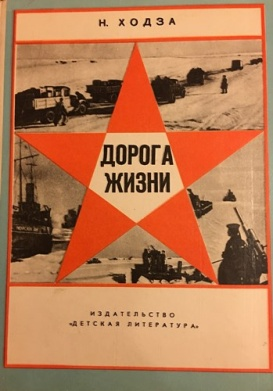 Н. ХОДЗА
ДОРОГА
ЖИЗНИ
ИЗДАТЕЛЬСТВО
«ДЕТСКАЯ ЛИТЕРАТУРА»